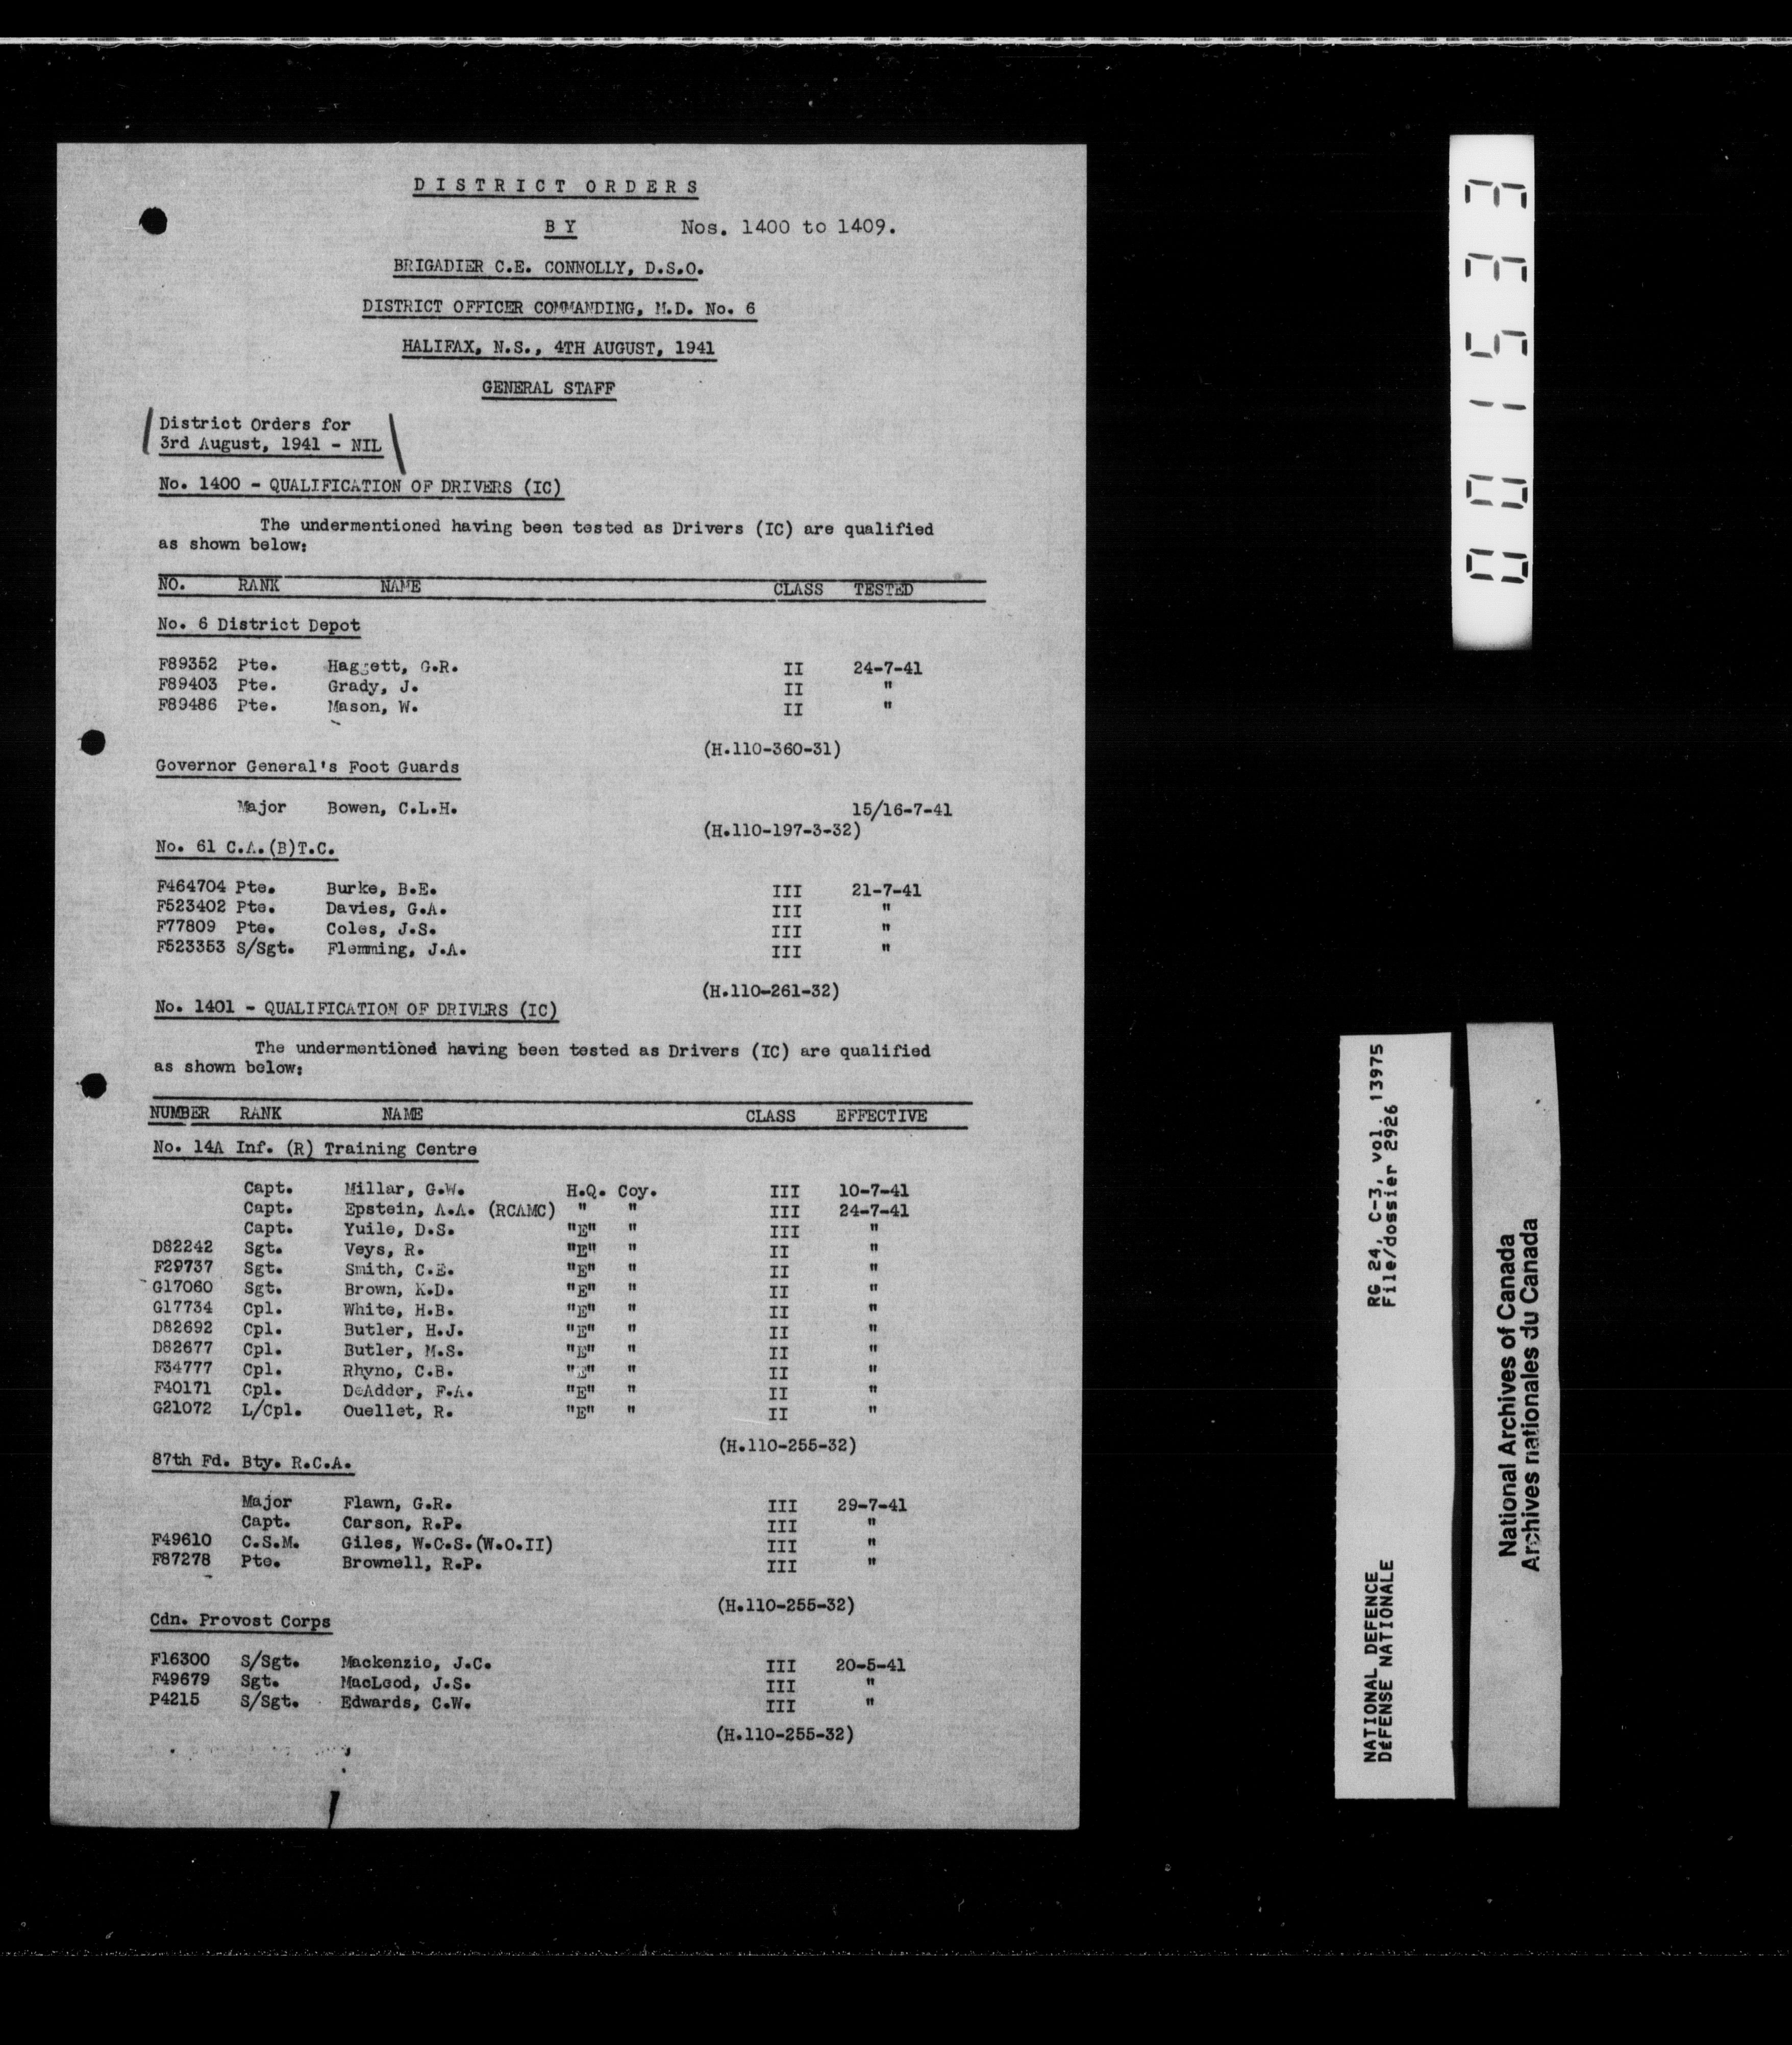 DISTRICT ORDERS
BY Nos. 1400 to 1409.
BRIGADIER C.E. CONNOLLY, D.S.O.
DISTRICT OFFICER COMMANDING, M.D. No. 6
HALIFAX, N.S., 4TH AUGUST, 1941
GENERAL STAFF
District Orders for
3rd August, 1941 - NIL
No. 1400 - QUALIFICATION OF DRIVERS (IC)
The undermentioned having been tested as Drivers (IC) are qualified
as shown below:
NO. RANK NAME CLASS TESTED
No. 6 District Depot
F89352 Pte. Haggett, G.R. II 24-7-41
F89403 Pte. Grady, J. II "
F89486 Pte. Mason, W. II "
(H.110-360-31)
Governor General's Foot Guards
Major Bowen, C.L.H. 15/16-7-41
(H.110-197-3-32)
No. 61 C.A.(B)T.C.
F464704 Pte. Burke, B.E. III 21-7-41
F523402 Pte. Davies, G.A. III "
F77809 Pte. Coles, J.S. III "
F523353 S/Sgt. Flemming, J.A. III "
(H.110-261-32)
No. 1401 - QUALIFICATION OF DRIVERS (IC)
The undermentioned having been tested as Drivers (IC) are qualified
as shown below:
NUMBER RANK NAME CLASS EFFECTIVE
No. 14A Inf. (R) Training Centre
Capt. Millar, G.W. H.Q. Coy. III 10-7-41
Capt. Epstein, A.A. (RCAMC) " " III 24-7-41
Capt. Yuile, D.S. "E" " III "
D82242 Sgt. Veys, R. "E" " II "
F29737 Sgt. Smith, C.E. "E" " II "
G17060 Sgt. Brown, K.D. "E" " II "
G17734 Cpl. White, H.B. "E" " II "
D82692 Cpl. Butler, H.J. "E" " II "
D82677 Cpl. Butler, M.S. "E" " II "
F34777 Cpl. Rhyno, C.B. "E" " II "
F40171 Cpl. DeAdder, F.A. "E" " II "
G21072 L/Cpl. Ouellet, R. "E" " II "
(H.110-255-32)
87th Fd. Bty. R.C.A.
Major Flawn, G.R. III 29-7-41
Capt. Carson, R.P. III "
F49610 C.S.M. Giles, W.C.S.(W.O.II) III "
F87278 Pte. Brownell, R.P. III "
(H.110-255-32)
Cdn. Provost Corps
F16300 S/Sgt. Mackenzie, J.C. III 20-5-41
F49679 Sgt. MacLeod, J.S. III "
P4215 S/Sgt. Edwards, C.W. III "
(H.110-255-32)
001533
NATIONAL DEFENCE RG 24, C-3, vol. 13975
DÉFENSE NATIONALE File/dossier 2926
National Archives of Canada
Archives nationales du Canada